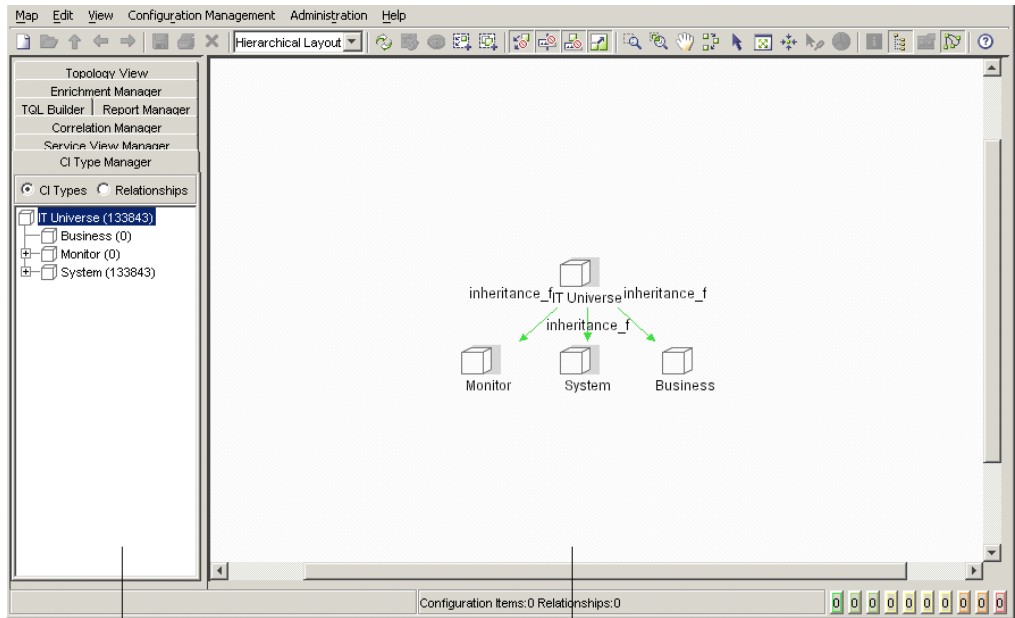 Map Edit View Configuration Management Administration Help
Hierarchical Layout
Topology View
Enrichment Manager
TQL Builder Report Manager
Correlation Manager
Service View Manager
CI Type Manager
CI Types Relationships
IT Universe (133843)
Business (0)
Monitor (0)
System (133843)
inheritance_f IT Universe inheritance_f
inheritance_f
Monitor System Business
Configuration Items:0 Relationships:0
0 0 0 0 0 0 0 0 0 0